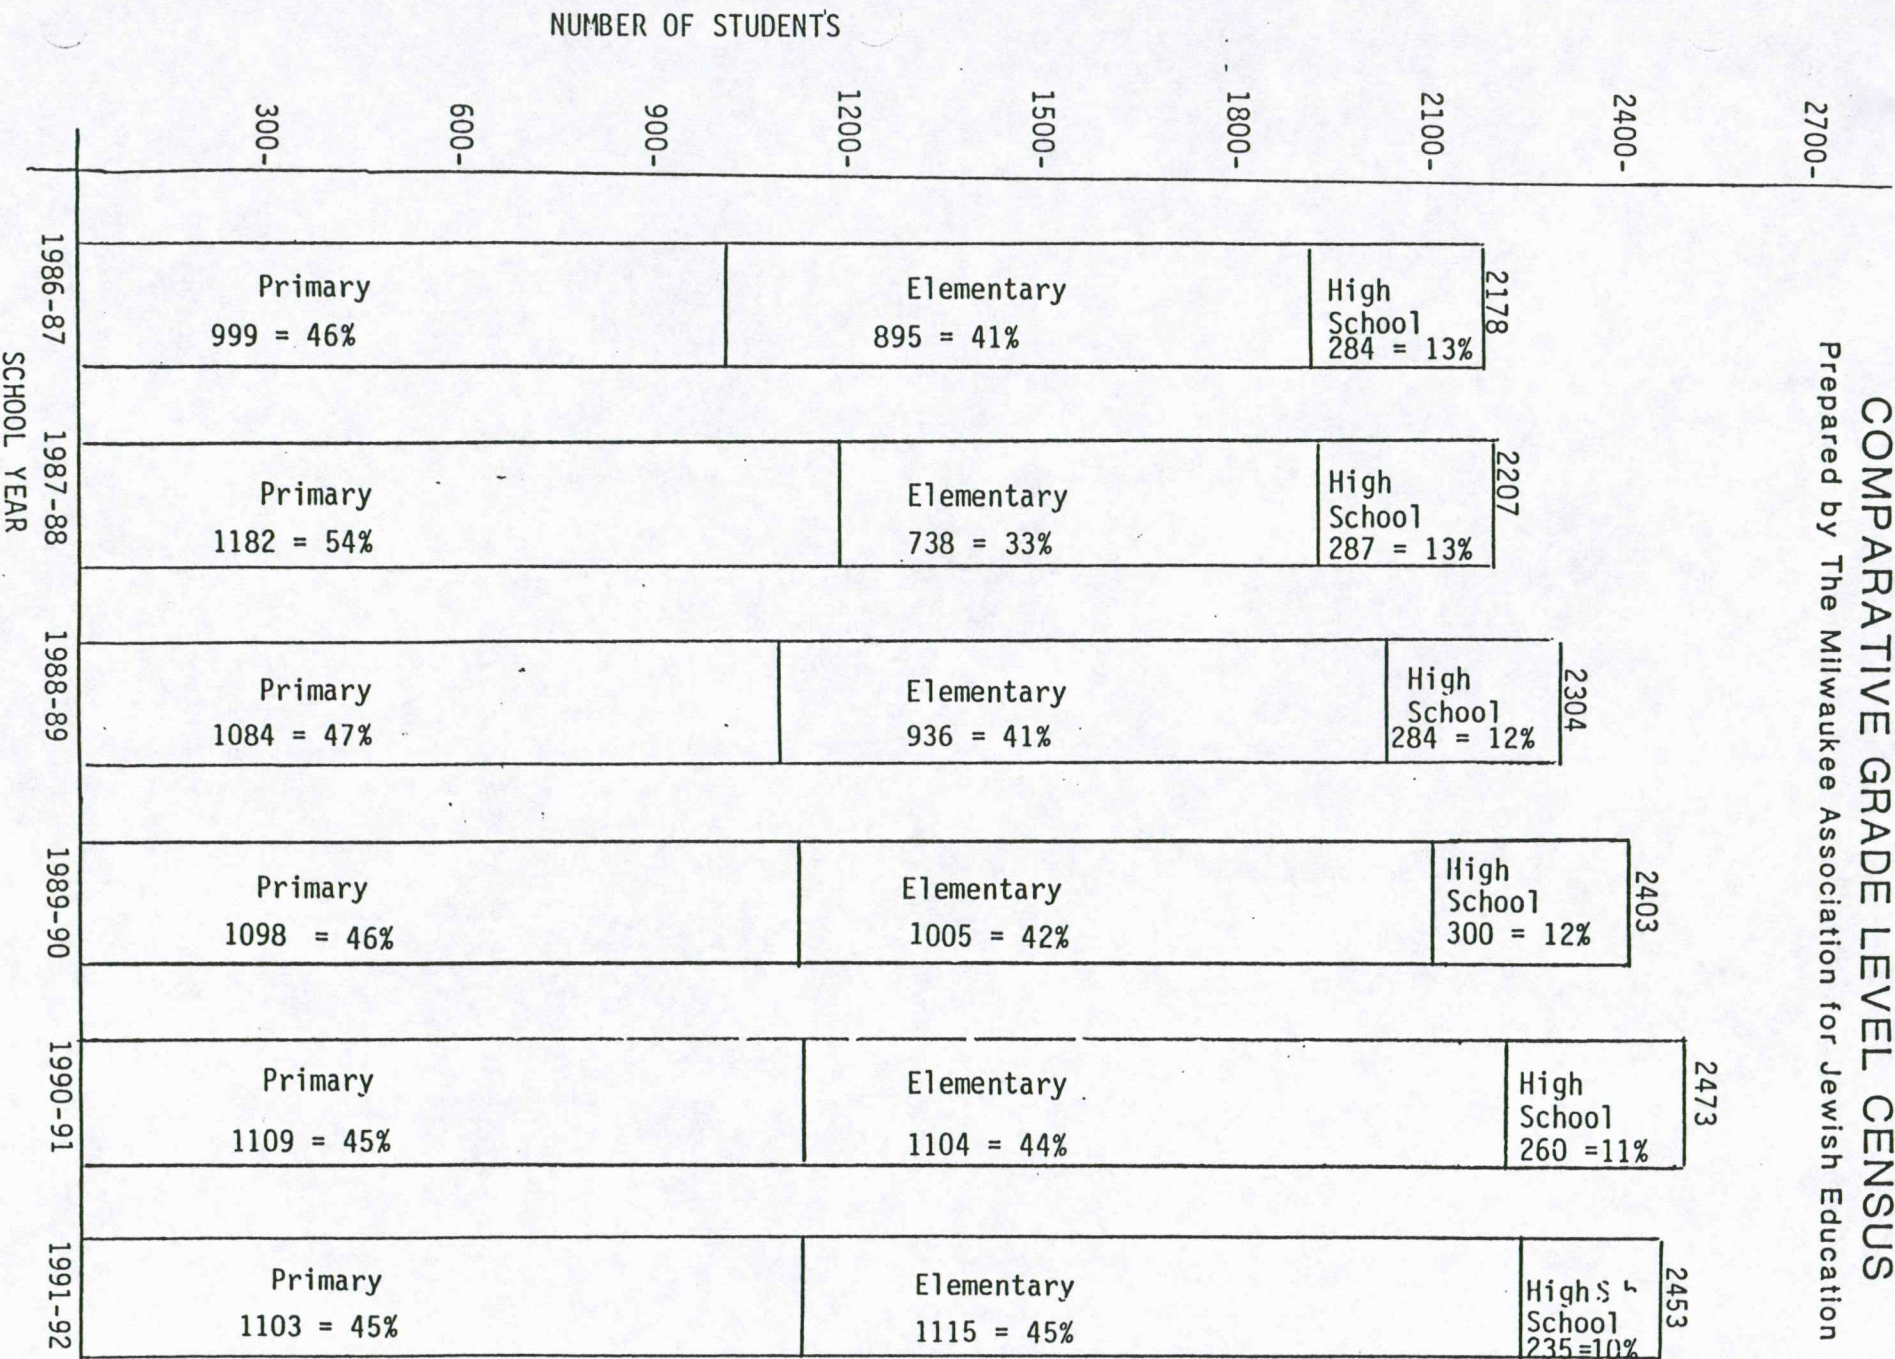 COMPARATIVE GRADE LEVEL CENSUS
Prepared by The Milwaukee Association for Jewish Education
NUMBER OF STUDENTS
300-
600-
900-
1200-
1500-
1800-
2100-
2400-
2700-
SCHOOL YEAR
1986-87
Primary
999 = 46%
Elementary
895 = 41%
High
School
284 = 13%
2178
1987-88
Primary
1182 = 54%
Elementary
738 = 33%
High
School
287 = 13%
2207
1988-89
Primary
1084 = 47%
Elementary
936 = 41%
High
School
284 = 12%
2304
1989-90
Primary
1098 = 46%
Elementary
1005 = 42%
High
School
300 = 12%
2403
1990-91
Primary
1109 = 45%
Elementary
1104 = 44%
High
School
260 =11%
2473
1991-92
Primary
1103 = 45%
Elementary
1115 = 45%
High S
School
235=10%
2453